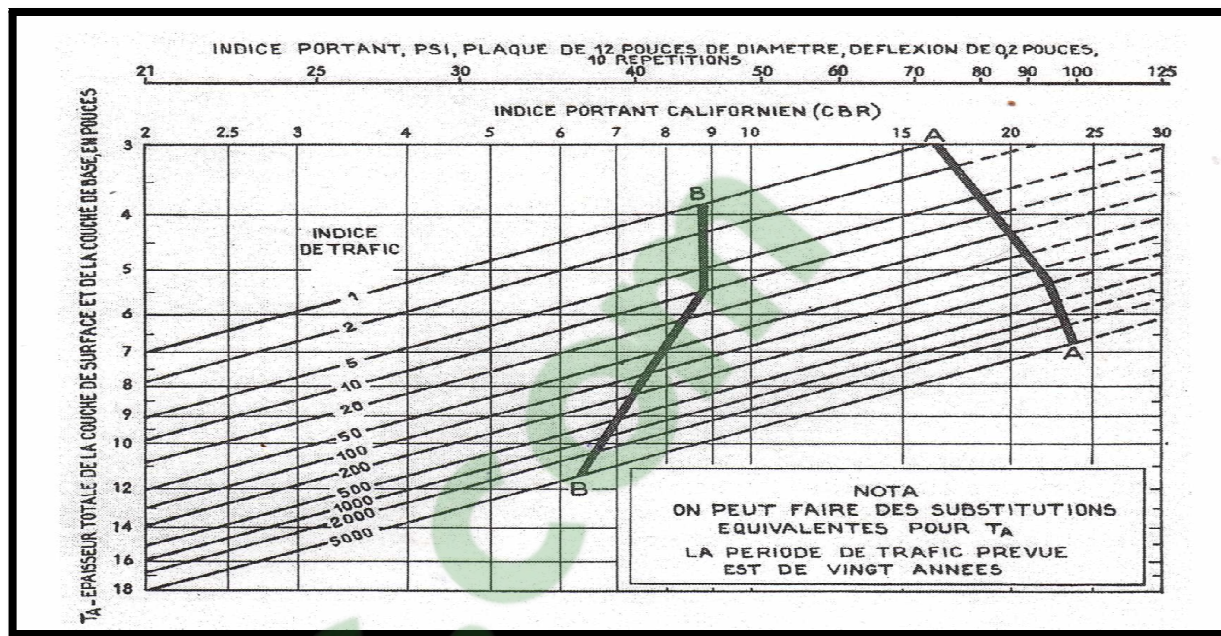 INDICE PORTANT, PSI, PLAQUE DE 12 POUCES DE DIAMETRE, DEFLEXION DE 0,2 POUCES,
10 REPETITIONS
21 25 30 40 50 60 70 80 90 100 125
INDICE PORTANT CALIFORNIEN (CBR)
2 2.5 3 4 5 6 7 8 9 10 15 20 25 30
TA - EPAISSEUR TOTALE DE LA COUCHE DE SURFACE ET DE LA COUCHE DE BASE, EN POUCES
3
4
5
6
7
8
9
10
12
14
16
18
A
B
INDICE
DE TRAFIC
1
2
5
10
20
50
100
200
500
1000
2000
5000
A
B
NOTA
ON PEUT FAIRE DES SUBSTITUTIONS
EQUIVALENTES POUR TA
LA PERIODE DE TRAFIC PREVUE
EST DE VINGT ANNEES
com